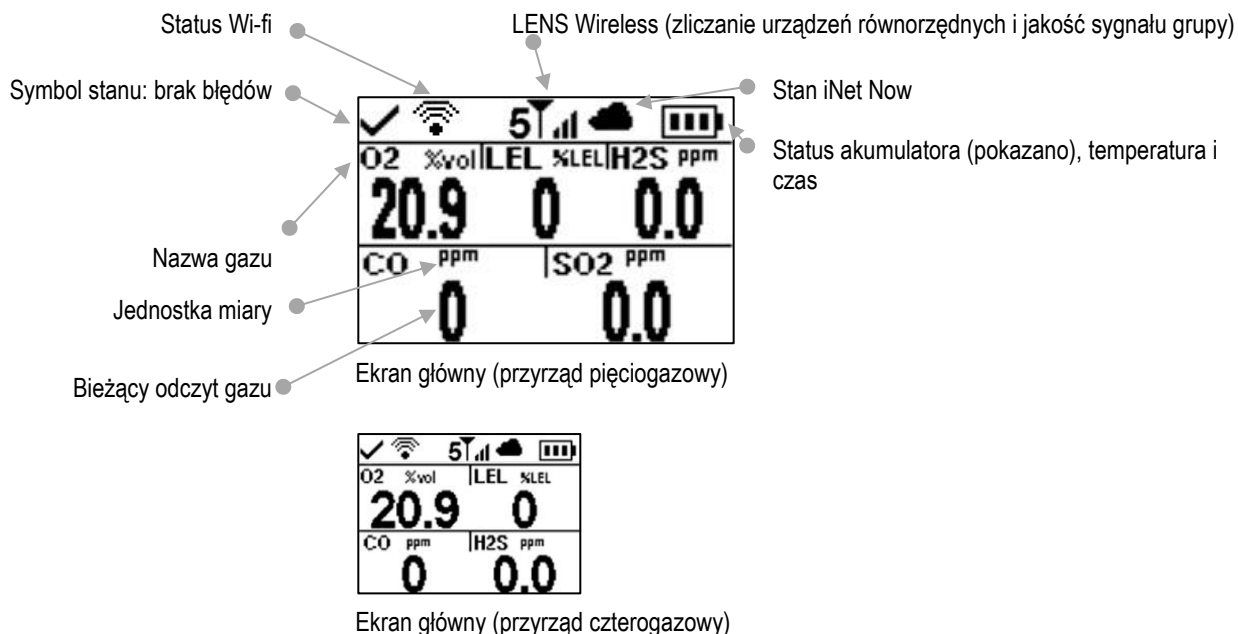 Status Wi-fi
LENS Wireless (zliczanie urządzeń równorzędnych i jakość sygnału grupy)
Symbol stanu: brak błędów
Stan iNet Now
Status akumulatora (pokazano), temperatura i
czas
5
O2 %vol LEL %LEL H2S ppm
20.9 0 0.0
Nazwa gazu
CO ppm SO2 ppm
Jednostka miary
0 0.0
Bieżący odczyt gazu
Ekran główny (przyrząd pięciogazowy)
5
O2 %vol LEL %LEL
20.9 0
CO ppm H2S ppm
0 0.0
Ekran główny (przyrząd czterogazowy)